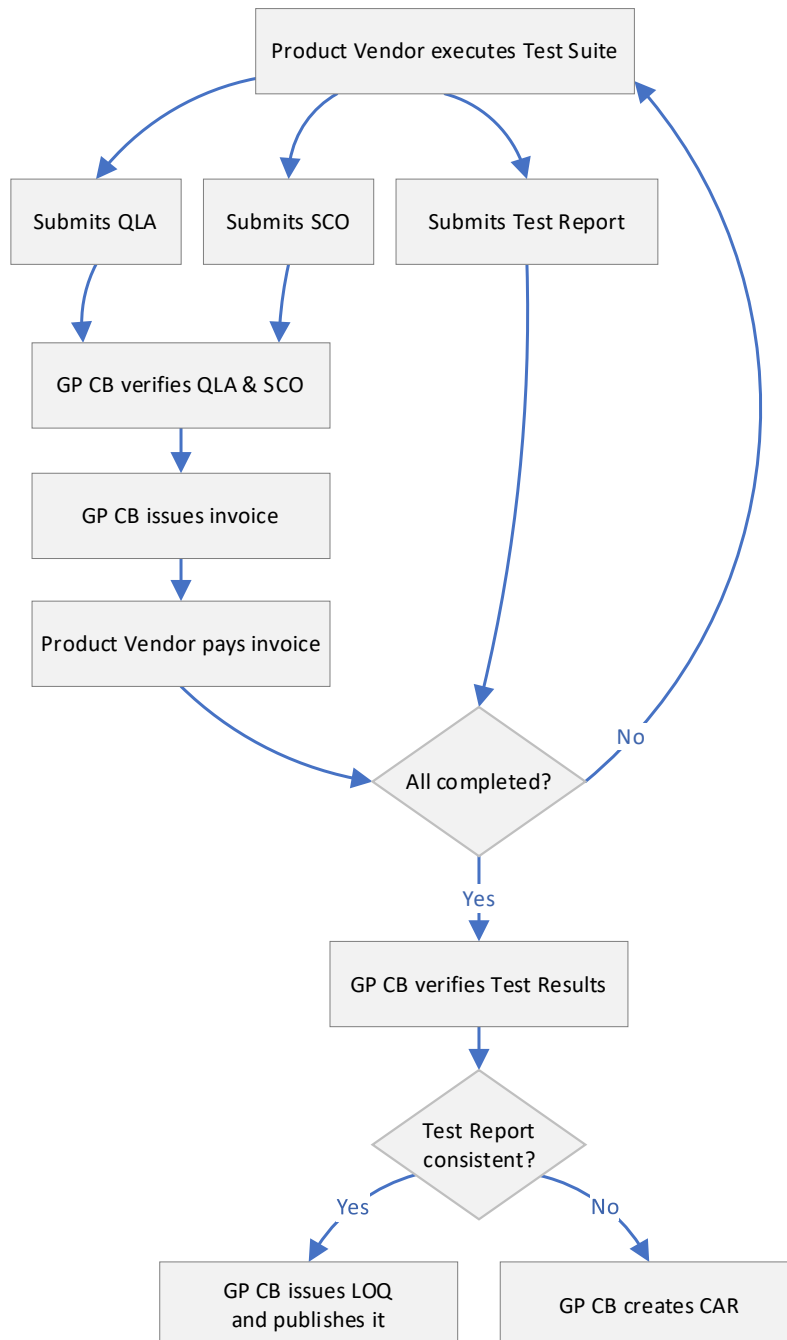 Product Vendor executes Test Suite
Submits QLA
Submits SCO
Submits Test Report
GP CB verifies QLA & SCO
GP CB issues invoice
Product Vendor pays invoice
No
All completed?
Yes
GP CB verifies Test Results
Test Report
consistent?
Yes
No
GP CB issues LOQ
and publishes it
GP CB creates CAR